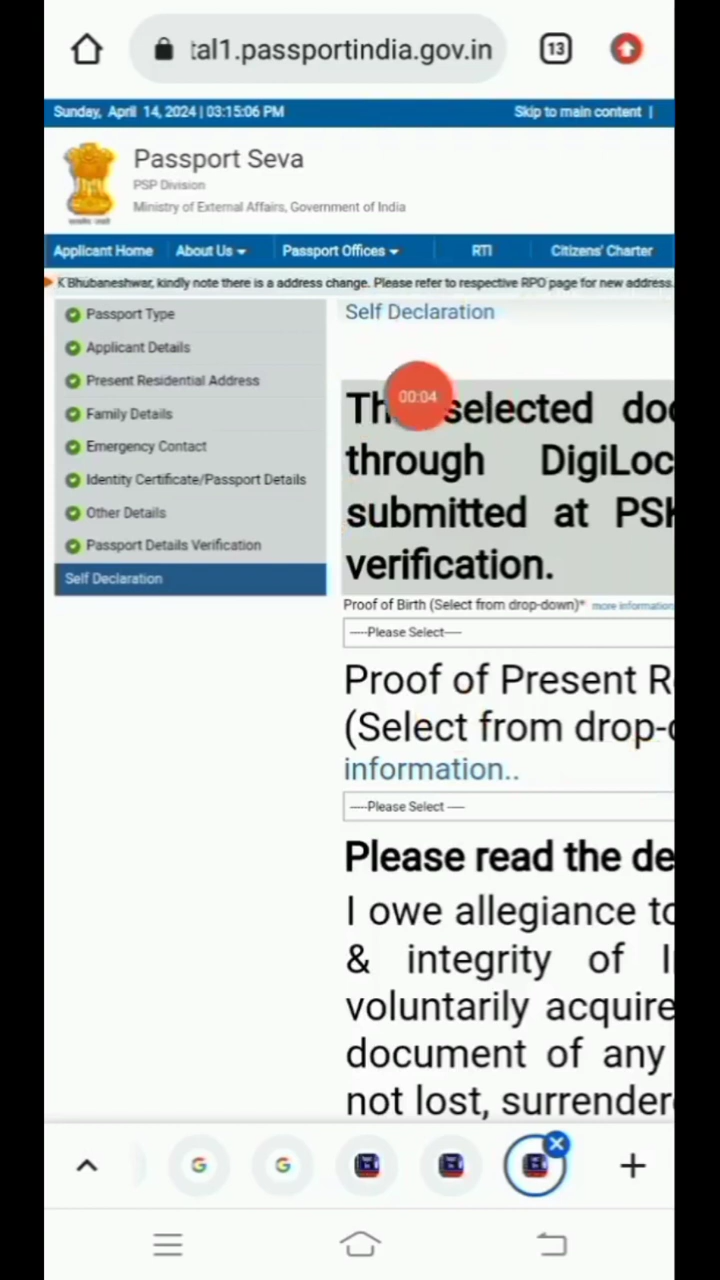 tal1.passportindia.gov.in
13
Sunday, April 14, 2024 | 03:15:06 PM
Skip to main content |
Passport Seva
PSP Division
Ministry of External Affairs, Government of India
Applicant Home
About Us
Passport Offices
RTI
Citizens' Charter
K Bhubaneshwar, kindly note there is a address change. Please refer to respective RPO page for new address.
Passport Type
Applicant Details
Present Residential Address
Family Details
Emergency Contact
Identity Certificate/Passport Details
Other Details
Passport Details Verification
Self Declaration
Self Declaration
00:04
Th selected doc
through DigiLoc
submitted at PSK
verification.
Proof of Birth (Select from drop-down)* more information
----Please Select----
Proof of Present R
(Select from drop-d
information..
----Please Select ----
Please read the de
I owe allegiance to
& integrity of I
voluntarily acquire
document of any
not lost, surrender